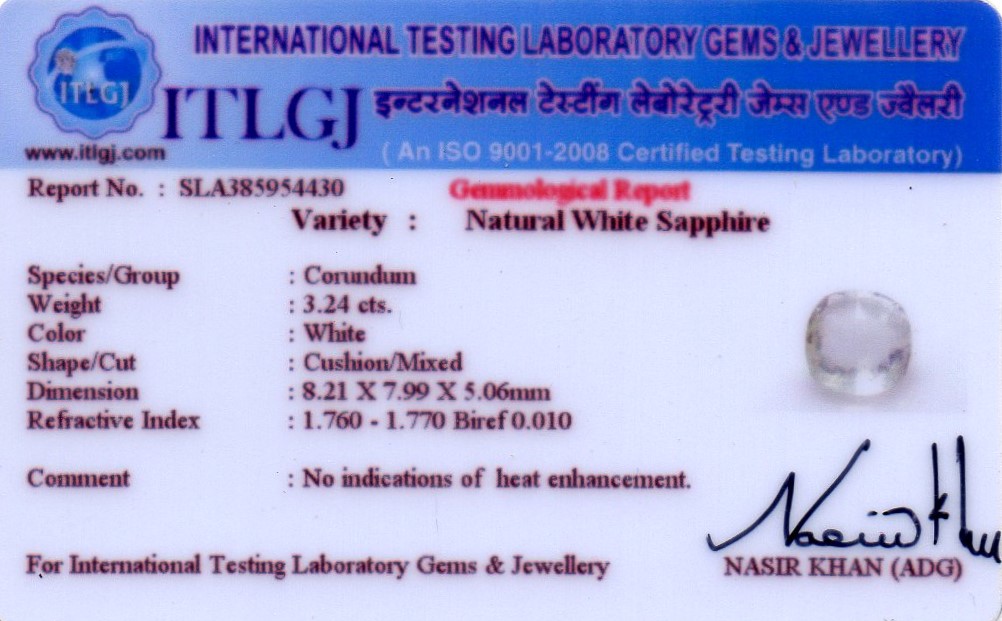 INTERNATIONAL TESTING LABORATORY GEMS & JEWELLERY
ITLGJ
ITLGJ इन्टरनेशनल टेस्टींग लेबोरेट्ररी जेम्स एण्ड ज्वैलरी
www.itlgj.com
( An ISO 9001-2008 Certified Testing Laboratory)
Report No. : SLA385954430
Gemmological Report
Variety : Natural White Sapphire
Species/Group : Corundum
Weight : 3.24 cts.
Color : White
Shape/Cut : Cushion/Mixed
Dimension : 8.21 X 7.99 X 5.06mm
Refractive Index : 1.760 - 1.770 Biref 0.010
Comment : No indications of heat enhancement.
For International Testing Laboratory Gems & Jewellery
NASIR KHAN (ADG)